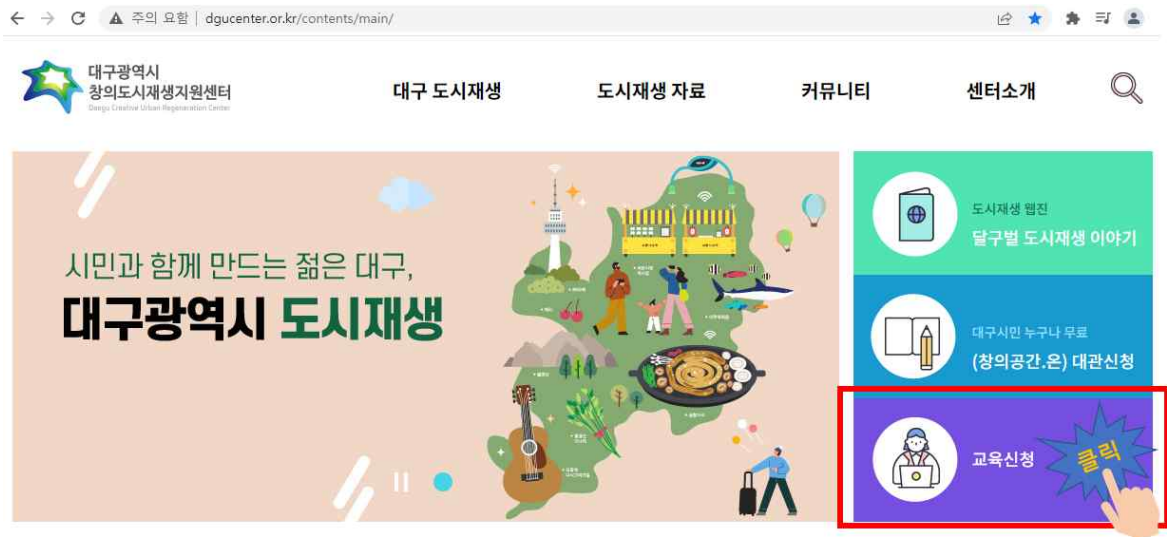 주의 요함 | dgucenter.or.kr/contents/main/
대구광역시
창의도시재생지원센터
Daegu Creative Urban Regeneration Center
대구 도시재생
도시재생 자료
커뮤니티
센터소개
시민과 함께 만드는 젊은 대구,
대구광역시 도시재생
도시재생 웹진
달구벌 도시재생 이야기
대구시민 누구나 무료
(창의공간.온) 대관신청
교육신청
클릭